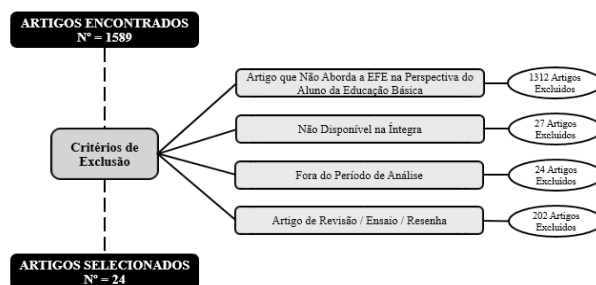 ARTIGOS ENCONTRADOS
Nº = 1589
Artigo que Não Aborda a EFE na Perspectiva do
Aluno da Educação Básica
1312 Artigos
Excluídos
Critérios de
Exclusão
Não Disponível na Íntegra
27 Artigos
Excluídos
Fora do Período de Análise
24 Artigos
Excluídos
Artigo de Revisão / Ensaio / Resenha
202 Artigos
Excluídos
ARTIGOS SELECIONADOS
Nº = 24